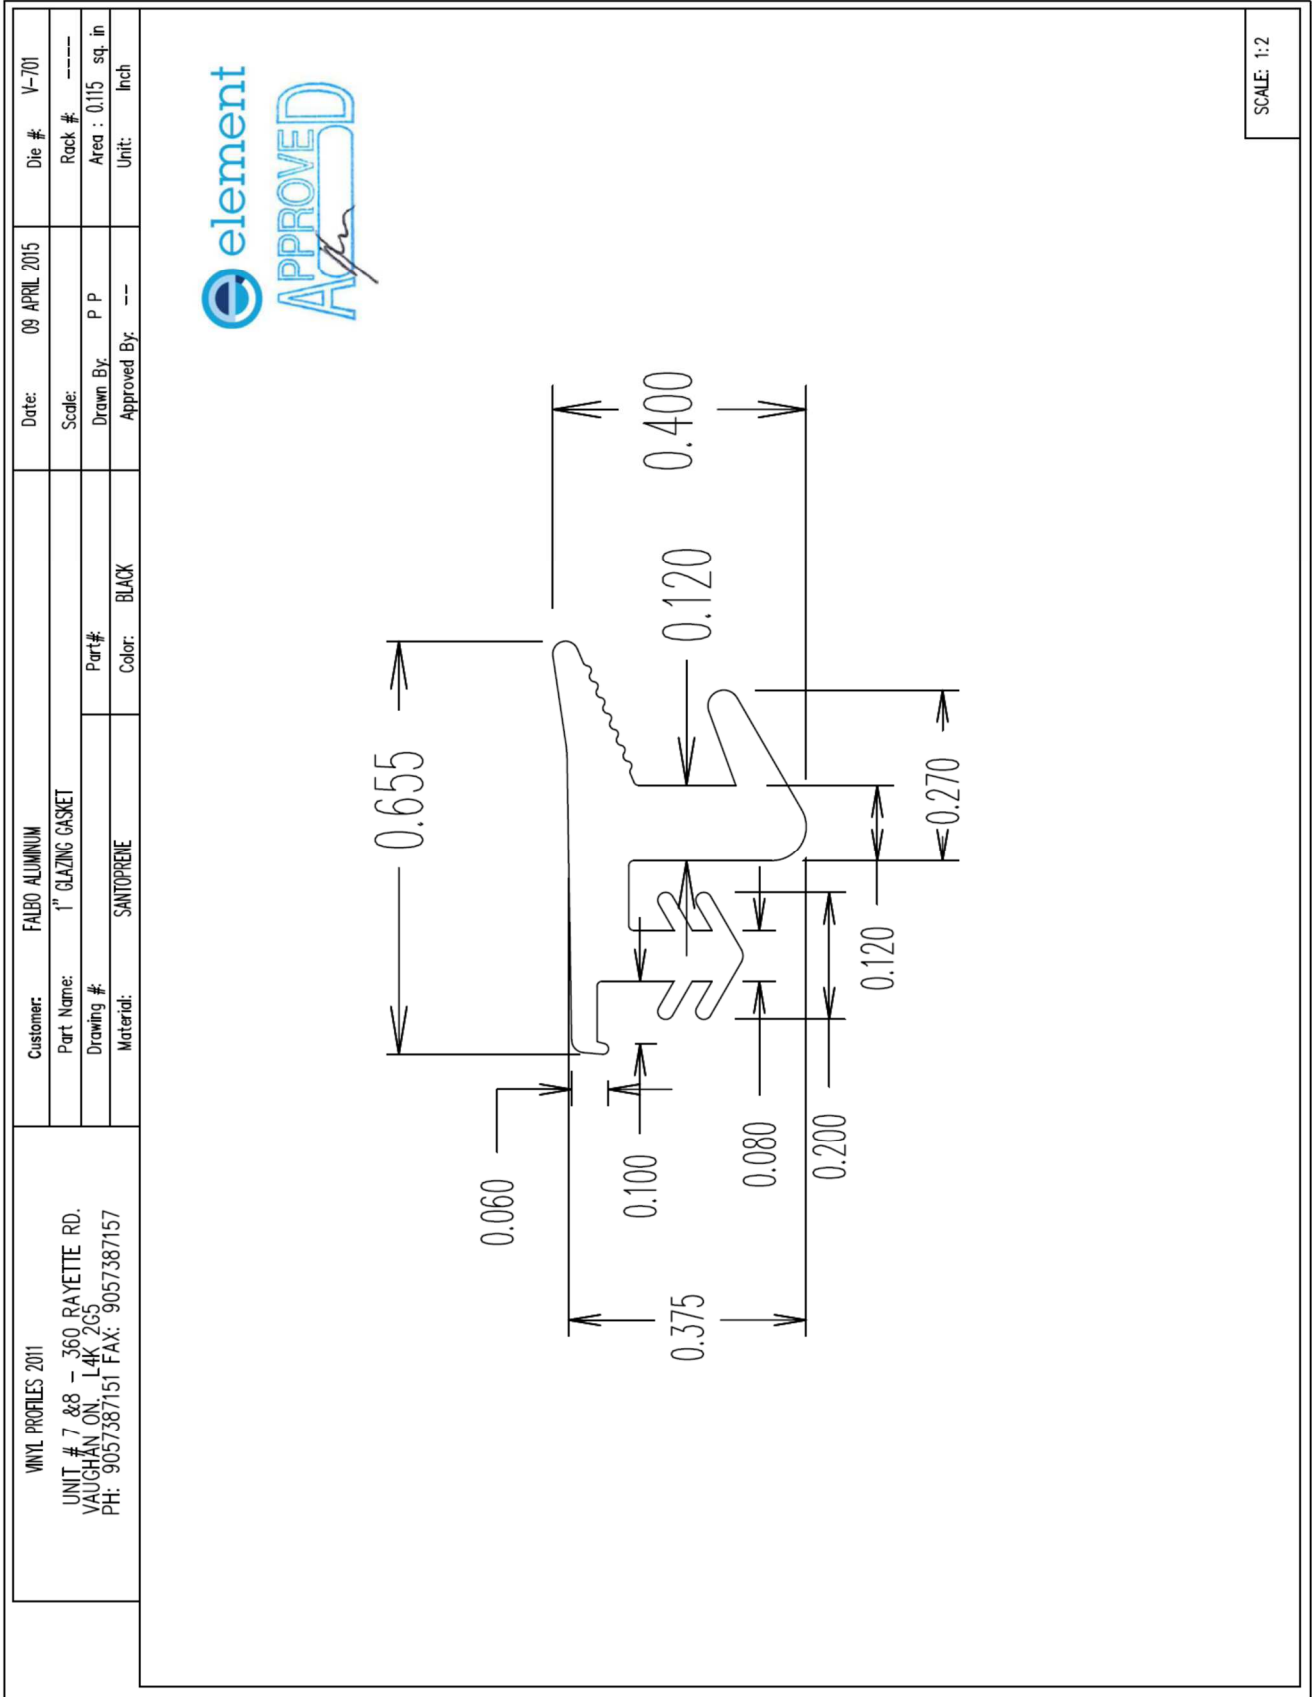 VINYL PROFILES 2011
UNIT # 7 &8 - 360 RAYETTE RD.
VAUGHAN ON. L4K 2G5
PH: 9057387151 FAX: 9057387157
Customer: FALBO ALUMINUM
Part Name: 1" GLAZING GASKET
Drawing #:
Part#:
Material: SANTOPRENE
Color: BLACK
Date: 09 APRIL 2015
Scale:
Drawn By: P P
Approved By: --
Die #: V-701
Rack #: ----
Area : 0.115 sq. in
Unit: Inch
element
APPROVED
0.655
0.060
0.400
0.375
0.100
0.120
0.080
0.200
0.120
0.270
SCALE: 1:2